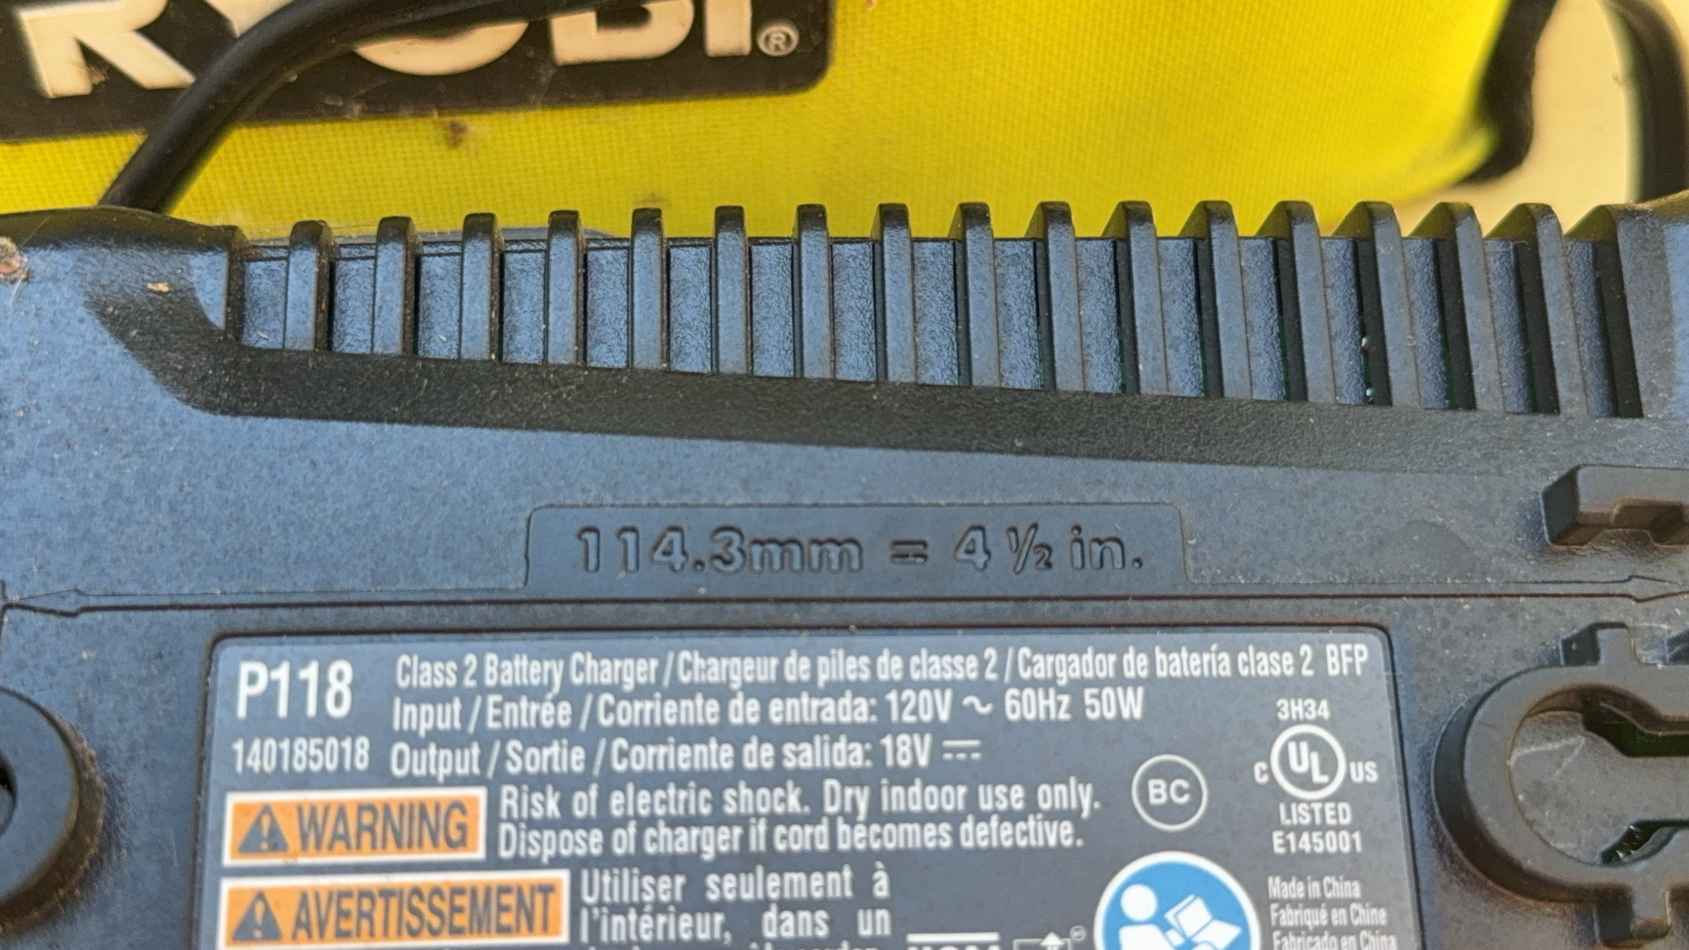 RYOBI®
114.3mm = 4 ½ in.
P118
Class 2 Battery Charger / Chargeur de piles de classe 2 / Cargador de batería clase 2 BFP
Input / Entrée / Corriente de entrada: 120V ~ 60Hz 50W
140185018
Output / Sortie / Corriente de salida: 18V ⎓
3H34
C UL US
LISTED
E145001
BC
WARNING
Risk of electric shock. Dry indoor use only.
Dispose of charger if cord becomes defective.
AVERTISSEMENT
Utiliser seulement à
l'intérieur, dans un
Made in China
Fabriqué en Chine
Fabricado en China